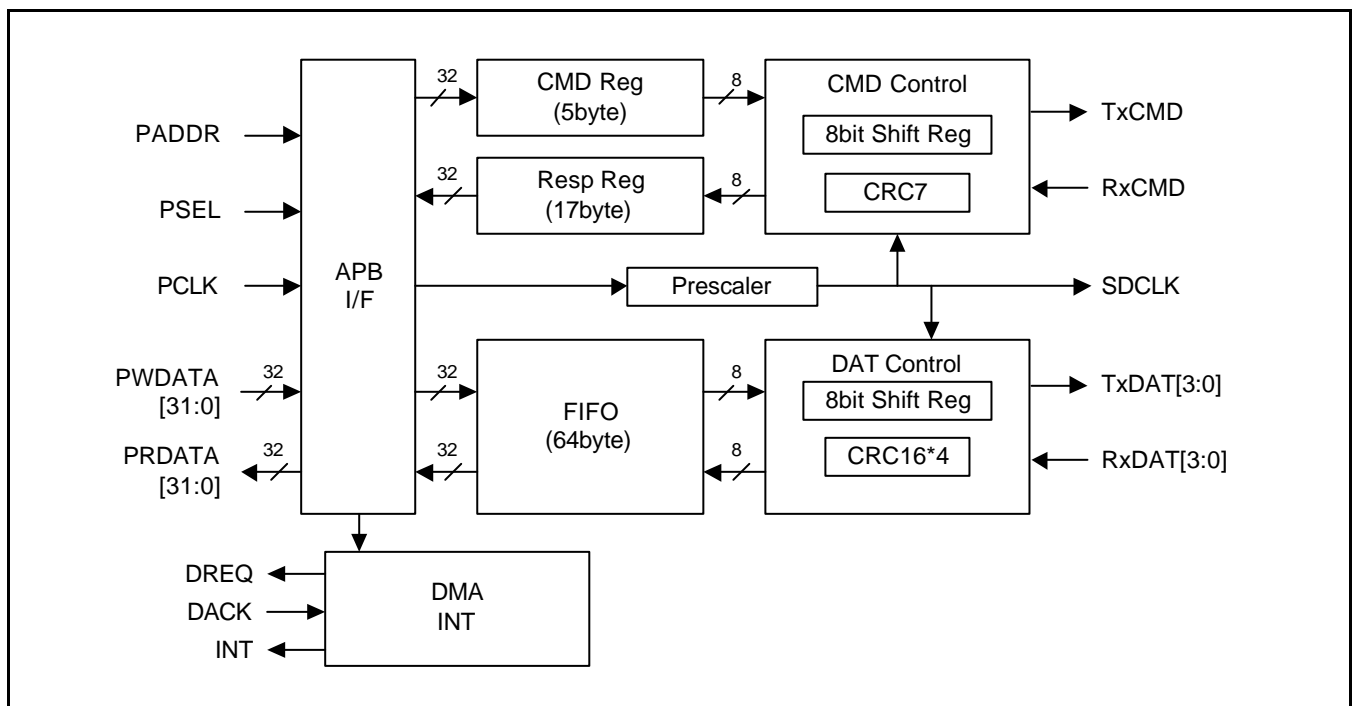 32
CMD Reg
(5byte)
8
CMD Control
8bit Shift Reg
CRC7
TxCMD
RxCMD
PADDR
PSEL
PCLK
32
Resp Reg
(17byte)
8
APB
I/F
Prescaler
SDCLK
PWDATA
[31:0]
32
PRDATA
[31:0]
32
32
32
FIFO
(64byte)
8
8
DAT Control
8bit Shift Reg
CRC16*4
TxDAT[3:0]
RxDAT[3:0]
DREQ
DACK
INT
DMA
INT